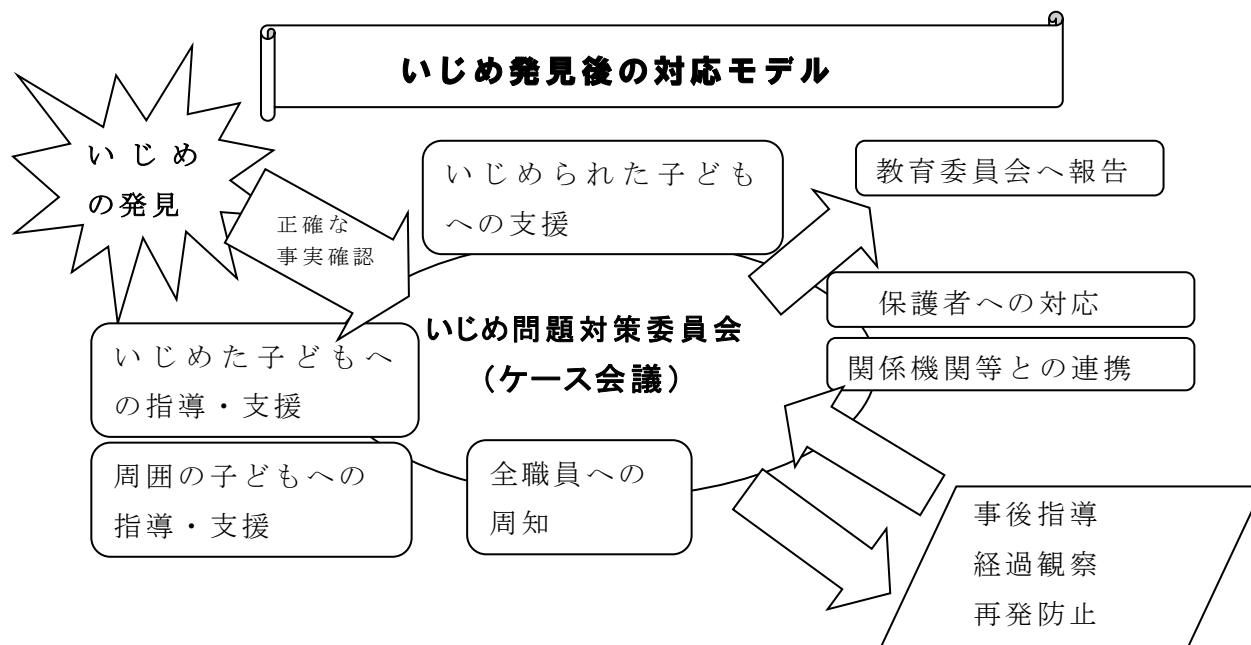 いじめ発見後の対応モデル
いじめ
の発見
正確な
事実確認
いじめられた子ども
への支援
教育委員会へ報告
保護者への対応
関係機関等との連携
いじめ問題対策委員会
（ケース会議）
いじめた子どもへ
の指導・支援
周囲の子どもへの
指導・支援
全職員への
周知
事後指導
経過観察
再発防止